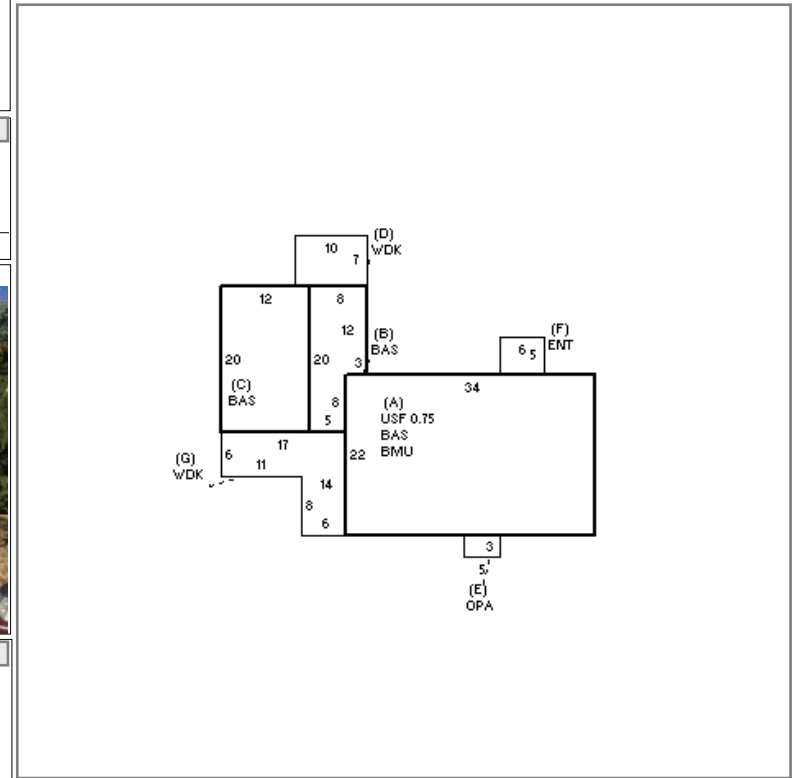 (D)
WDK
10
7
12
8
12
(B)
BAS
(F)
ENT
6
5
20
20
3
34
(C)
BAS
8
5
(A)
USF 0.75
BAS
BMU
17
6
11
22
(G)
WDK
14
8
6
3
5
(E)
OPA